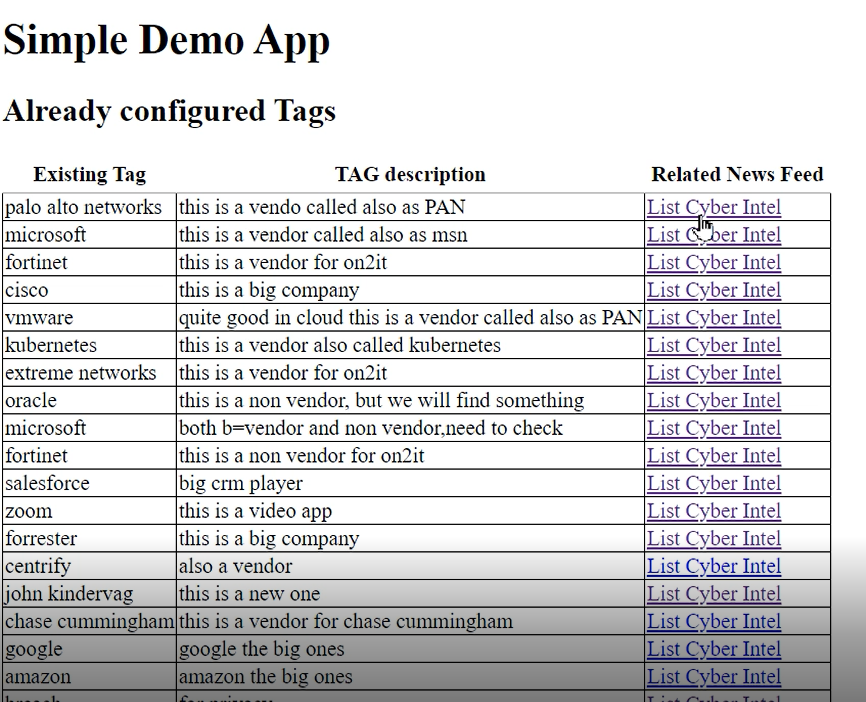 Simple Demo App
Already configured Tags
Existing Tag TAG description Related News Feed
palo alto networks this is a vendo called also as PAN List Cyber Intel
microsoft this is a vendor called also as msn List Cyber Intel
fortinet this is a vendor for on2it List Cyber Intel
cisco this is a big company List Cyber Intel
vmware quite good in cloud this is a vendor called also as PAN List Cyber Intel
kubernetes this is a vendor also called kubernetes List Cyber Intel
extreme networks this is a vendor for on2it List Cyber Intel
oracle this is a non vendor, but we will find something List Cyber Intel
microsoft both b=vendor and non vendor,need to check List Cyber Intel
fortinet this is a non vendor for on2it List Cyber Intel
salesforce big crm player List Cyber Intel
zoom this is a video app List Cyber Intel
forrester this is a big company List Cyber Intel
centrify also a vendor List Cyber Intel
john kindervag this is a new one List Cyber Intel
chase cummingham this is a vendor for chase cummingham List Cyber Intel
google google the big ones List Cyber Intel
amazon amazon the big ones List Cyber Intel